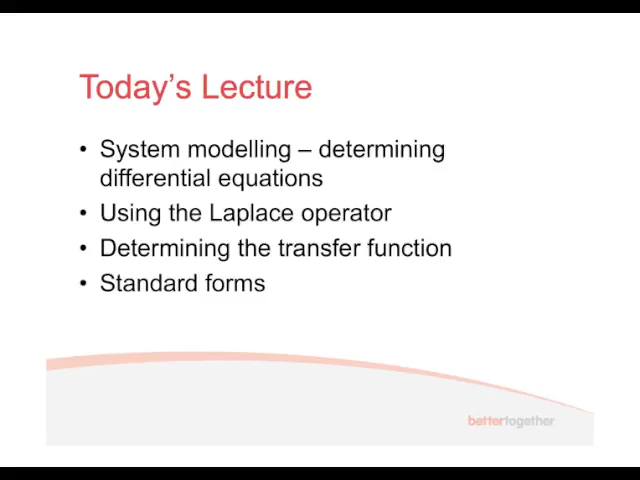 Today's Lecture
• System modelling – determining
differential equations
• Using the Laplace operator
• Determining the transfer function
• Standard forms
bettertogether